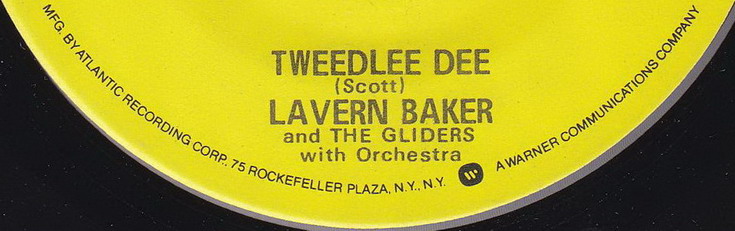 TWEEDLEE DEE
(Scott)
LAVERN BAKER
and THE GLIDERS
with Orchestra
MFG. BY ATLANTIC RECORDING CORP., 75 ROCKEFELLER PLAZA, N.Y., N.Y. W A WARNER COMMUNICATIONS COMPANY